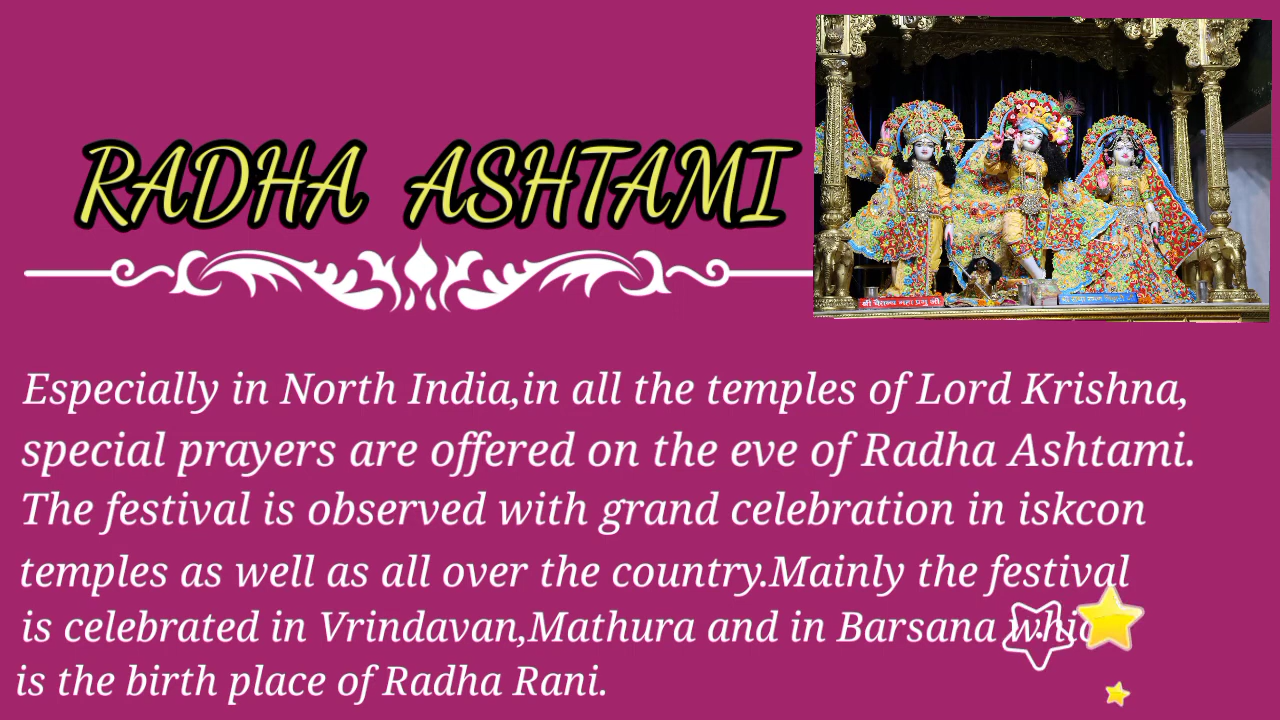 RADHA ASHTAMI
श्री चैतन्य महा प्रभु जी
Especially in North India,in all the temples of Lord Krishna,
special prayers are offered on the eve of Radha Ashtami.
The festival is observed with grand celebration in iskcon
temples as well as all over the country.Mainly the festival
is celebrated in Vrindavan,Mathura and in Barsana
is the birth place of Radha Rani.